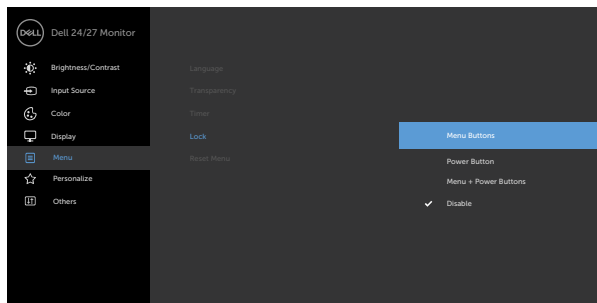 DELL
Dell 24/27 Monitor
Brightness/Contrast
Input Source
Color
Display
Menu
Personalize
Others
Language
Transparency
Timer
Lock
Reset Menu
Menu Buttons
Power Button
Menu + Power Buttons
Disable